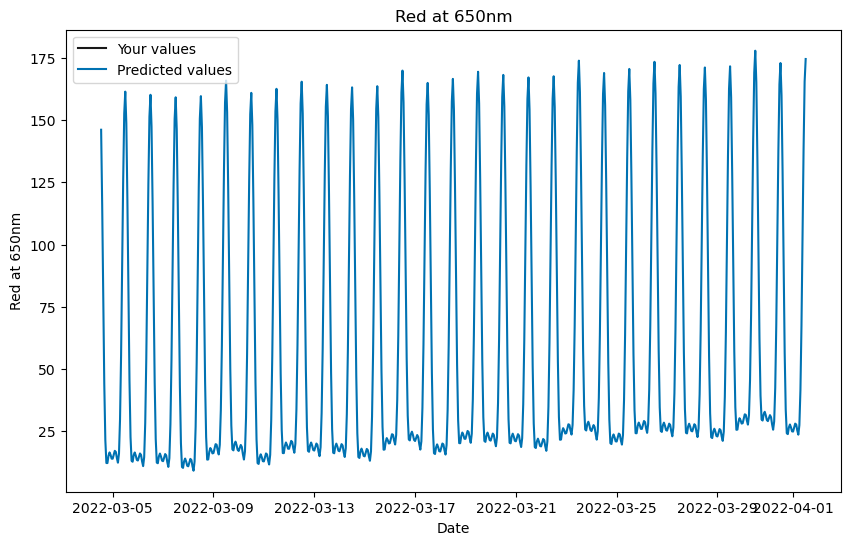 Red at 650nm
Your values
Predicted values
175
150
125
100
75
50
25
Red at 650nm
2022-03-05 2022-03-09 2022-03-13 2022-03-17 2022-03-21 2022-03-25 2022-03-29 2022-04-01
Date